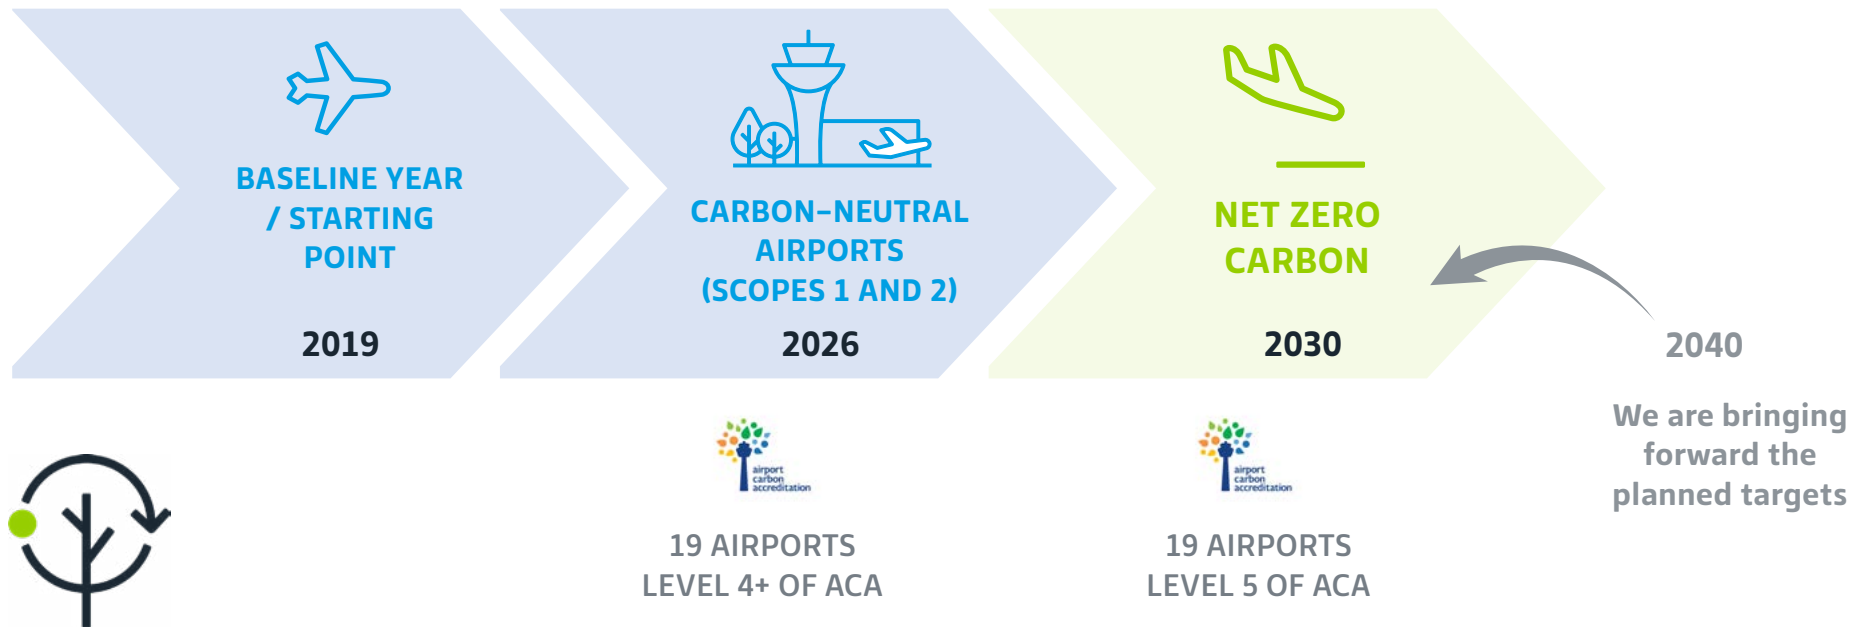 BASELINE YEAR
/ STARTING
POINT
2019
CARBON–NEUTRAL
AIRPORTS
(SCOPES 1 AND 2)
2026
NET ZERO
CARBON
2030
2040
We are bringing
forward the
planned targets
airport
carbon
accreditation
19 AIRPORTS
LEVEL 4+ OF ACA
airport
carbon
accreditation
19 AIRPORTS
LEVEL 5 OF ACA